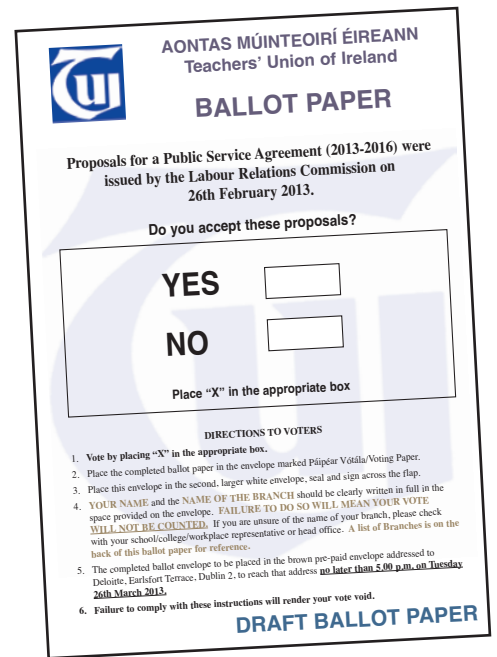 TUI
AONTAS MÚINTEOIRÍ ÉIREANN
Teachers' Union of Ireland
BALLOT PAPER
Proposals for a Public Service Agreement (2013-2016) were
issued by the Labour Relations Commission on
26th February 2013.
Do you accept these proposals?
YES
NO
Place “X” in the appropriate box
DIRECTIONS TO VOTERS
1. Vote by placing “X” in the appropriate box.
2. Place the completed ballot paper in the envelope marked Páipéar Vótála/Voting Paper.
3. Place this envelope in the second, larger white envelope, seal and sign across the flap.
4. YOUR NAME and the NAME OF THE BRANCH should be clearly written in full in the
space provided on the envelope. FAILURE TO DO SO WILL MEAN YOUR VOTE
WILL NOT BE COUNTED. If you are unsure of the name of your branch, please check
with your school/college/workplace representative or head office. A list of Branches is on the
back of this ballot paper for reference.
5. The completed ballot envelope to be placed in the brown pre-paid envelope addressed to
Deloitte, Earlsfort Terrace, Dublin 2, to reach that address no later than 5.00 p.m. on Tuesday
26th March 2013.
6. Failure to comply with these instructions will render your vote void.
DRAFT BALLOT PAPER